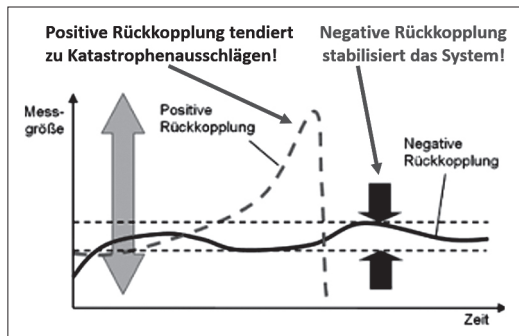 Positive Rückkopplung tendiert
zu Katastrophenausschlägen!
Negative Rückkopplung
stabilisiert das System!
Mess-
größe
Positive
Rückkopplung
Negative
Rückkopplung
Zeit